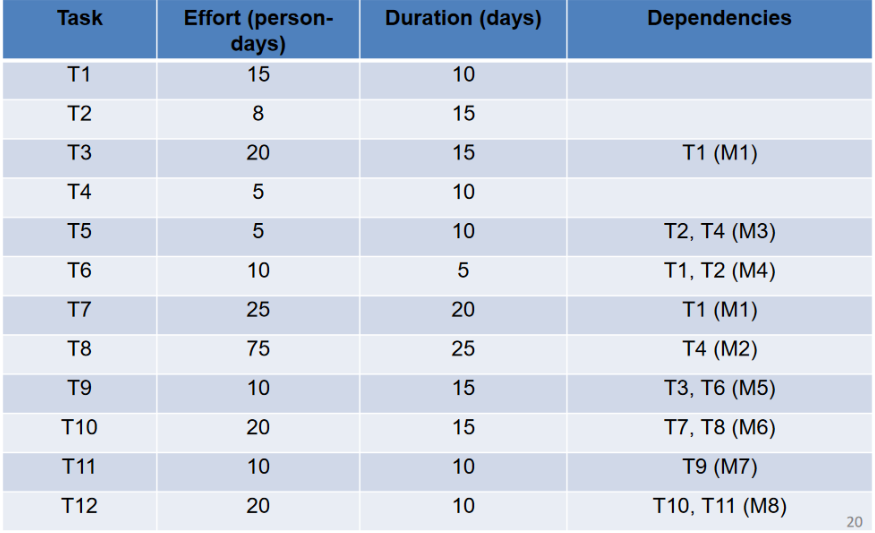 Task Effort (person-days) Duration (days) Dependencies
T1 15 10
T2 8 15
T3 20 15 T1 (M1)
T4 5 10
T5 5 10 T2, T4 (M3)
T6 10 5 T1, T2 (M4)
T7 25 20 T1 (M1)
T8 75 25 T4 (M2)
T9 10 15 T3, T6 (M5)
T10 20 15 T7, T8 (M6)
T11 10 10 T9 (M7)
T12 20 10 T10, T11 (M8)
20